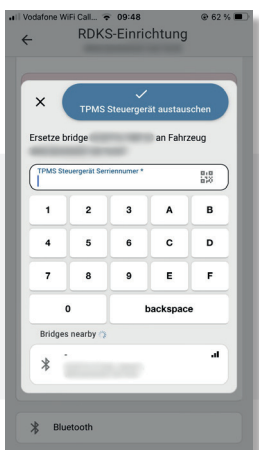 Vodafone WiFi Call... 09:48 62 %
RDKS-Einrichtung
TPMS Steuergerät austauschen
Ersetze bridge an Fahrzeug
TPMS Steuergerät Serriennummer *
1 2 3 A B
4 5 6 C D
7 8 9 E F
0 backspace
Bridges nearby
-
Bluetooth